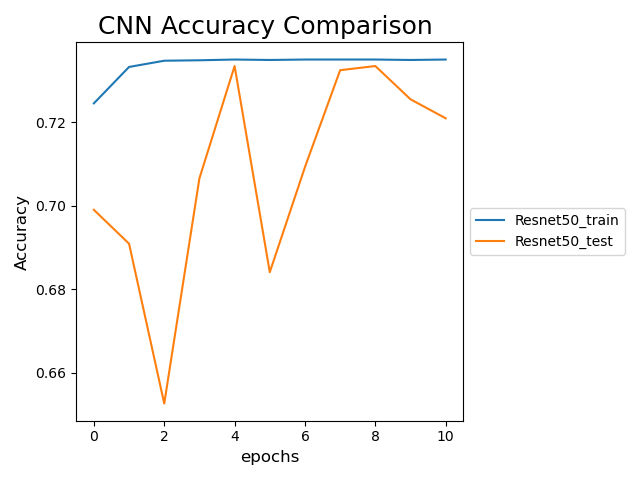 CNN Accuracy Comparison
0.72
0.70
0.68
0.66
Accuracy
0 2 4 6 8 10
epochs
Resnet50_train
Resnet50_test